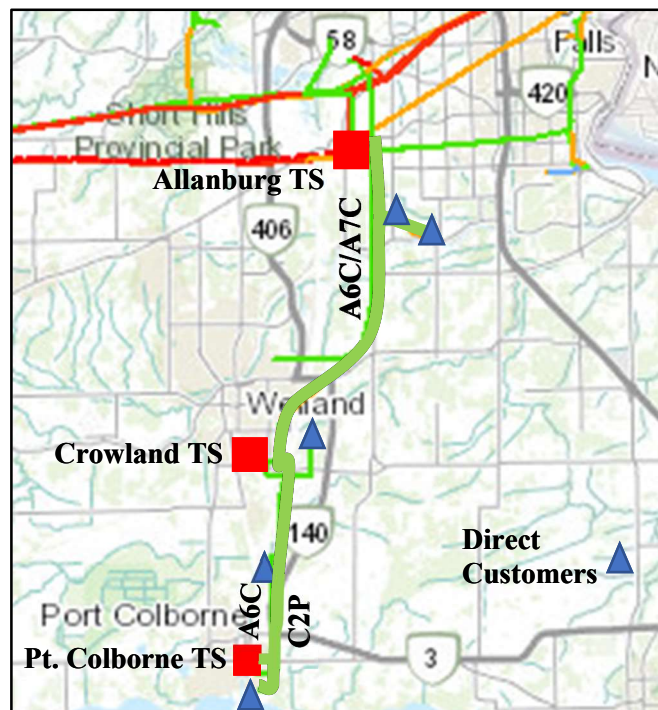 58
Falls
N
420
Short Hills
Provincial Park
Allanburg TS
A6C/A7C
406
Welland
Crowland TS
140
Direct
Customers
Port Colborne
A6C
C2P
Pt. Colborne TS
3